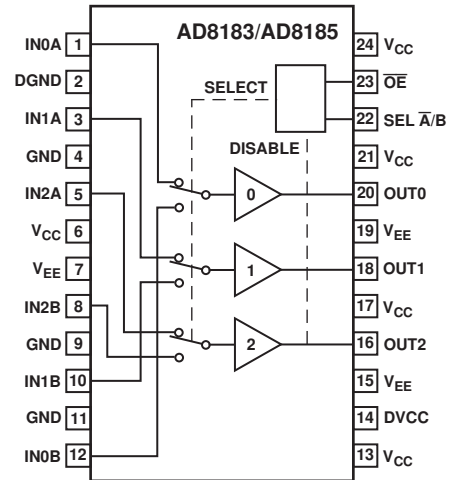 AD8183/AD8185
IN0A 1
DGND 2
IN1A 3
GND 4
IN2A 5
VCC 6
VEE 7
IN2B 8
GND 9
IN1B 10
GND 11
IN0B 12
SELECT
DISABLE
0
1
2
24 VCC
23 OE
22 SEL A/B
21 VCC
20 OUT0
19 VEE
18 OUT1
17 VCC
16 OUT2
15 VEE
14 DVCC
13 VCC